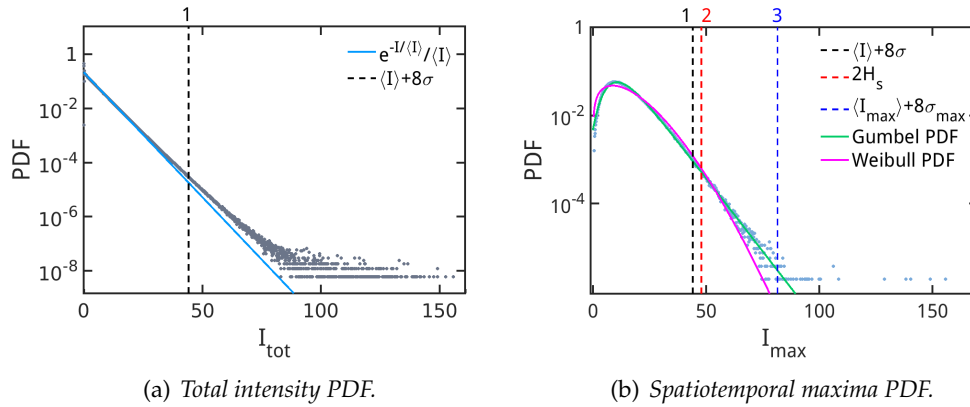 1
1
10⁻²
10⁻⁴
10⁻⁶
10⁻⁸
PDF
0
50
100
150
I_tot
e^{-I/⟨I⟩}/⟨I⟩
⟨I⟩+8σ
(a) Total intensity PDF.
1 2 3
1
10⁻²
10⁻⁴
PDF
0
50
100
150
I_max
⟨I⟩+8σ
2H_s
⟨I_max⟩+8σ_max
Gumbel PDF
Weibull PDF
(b) Spatiotemporal maxima PDF.